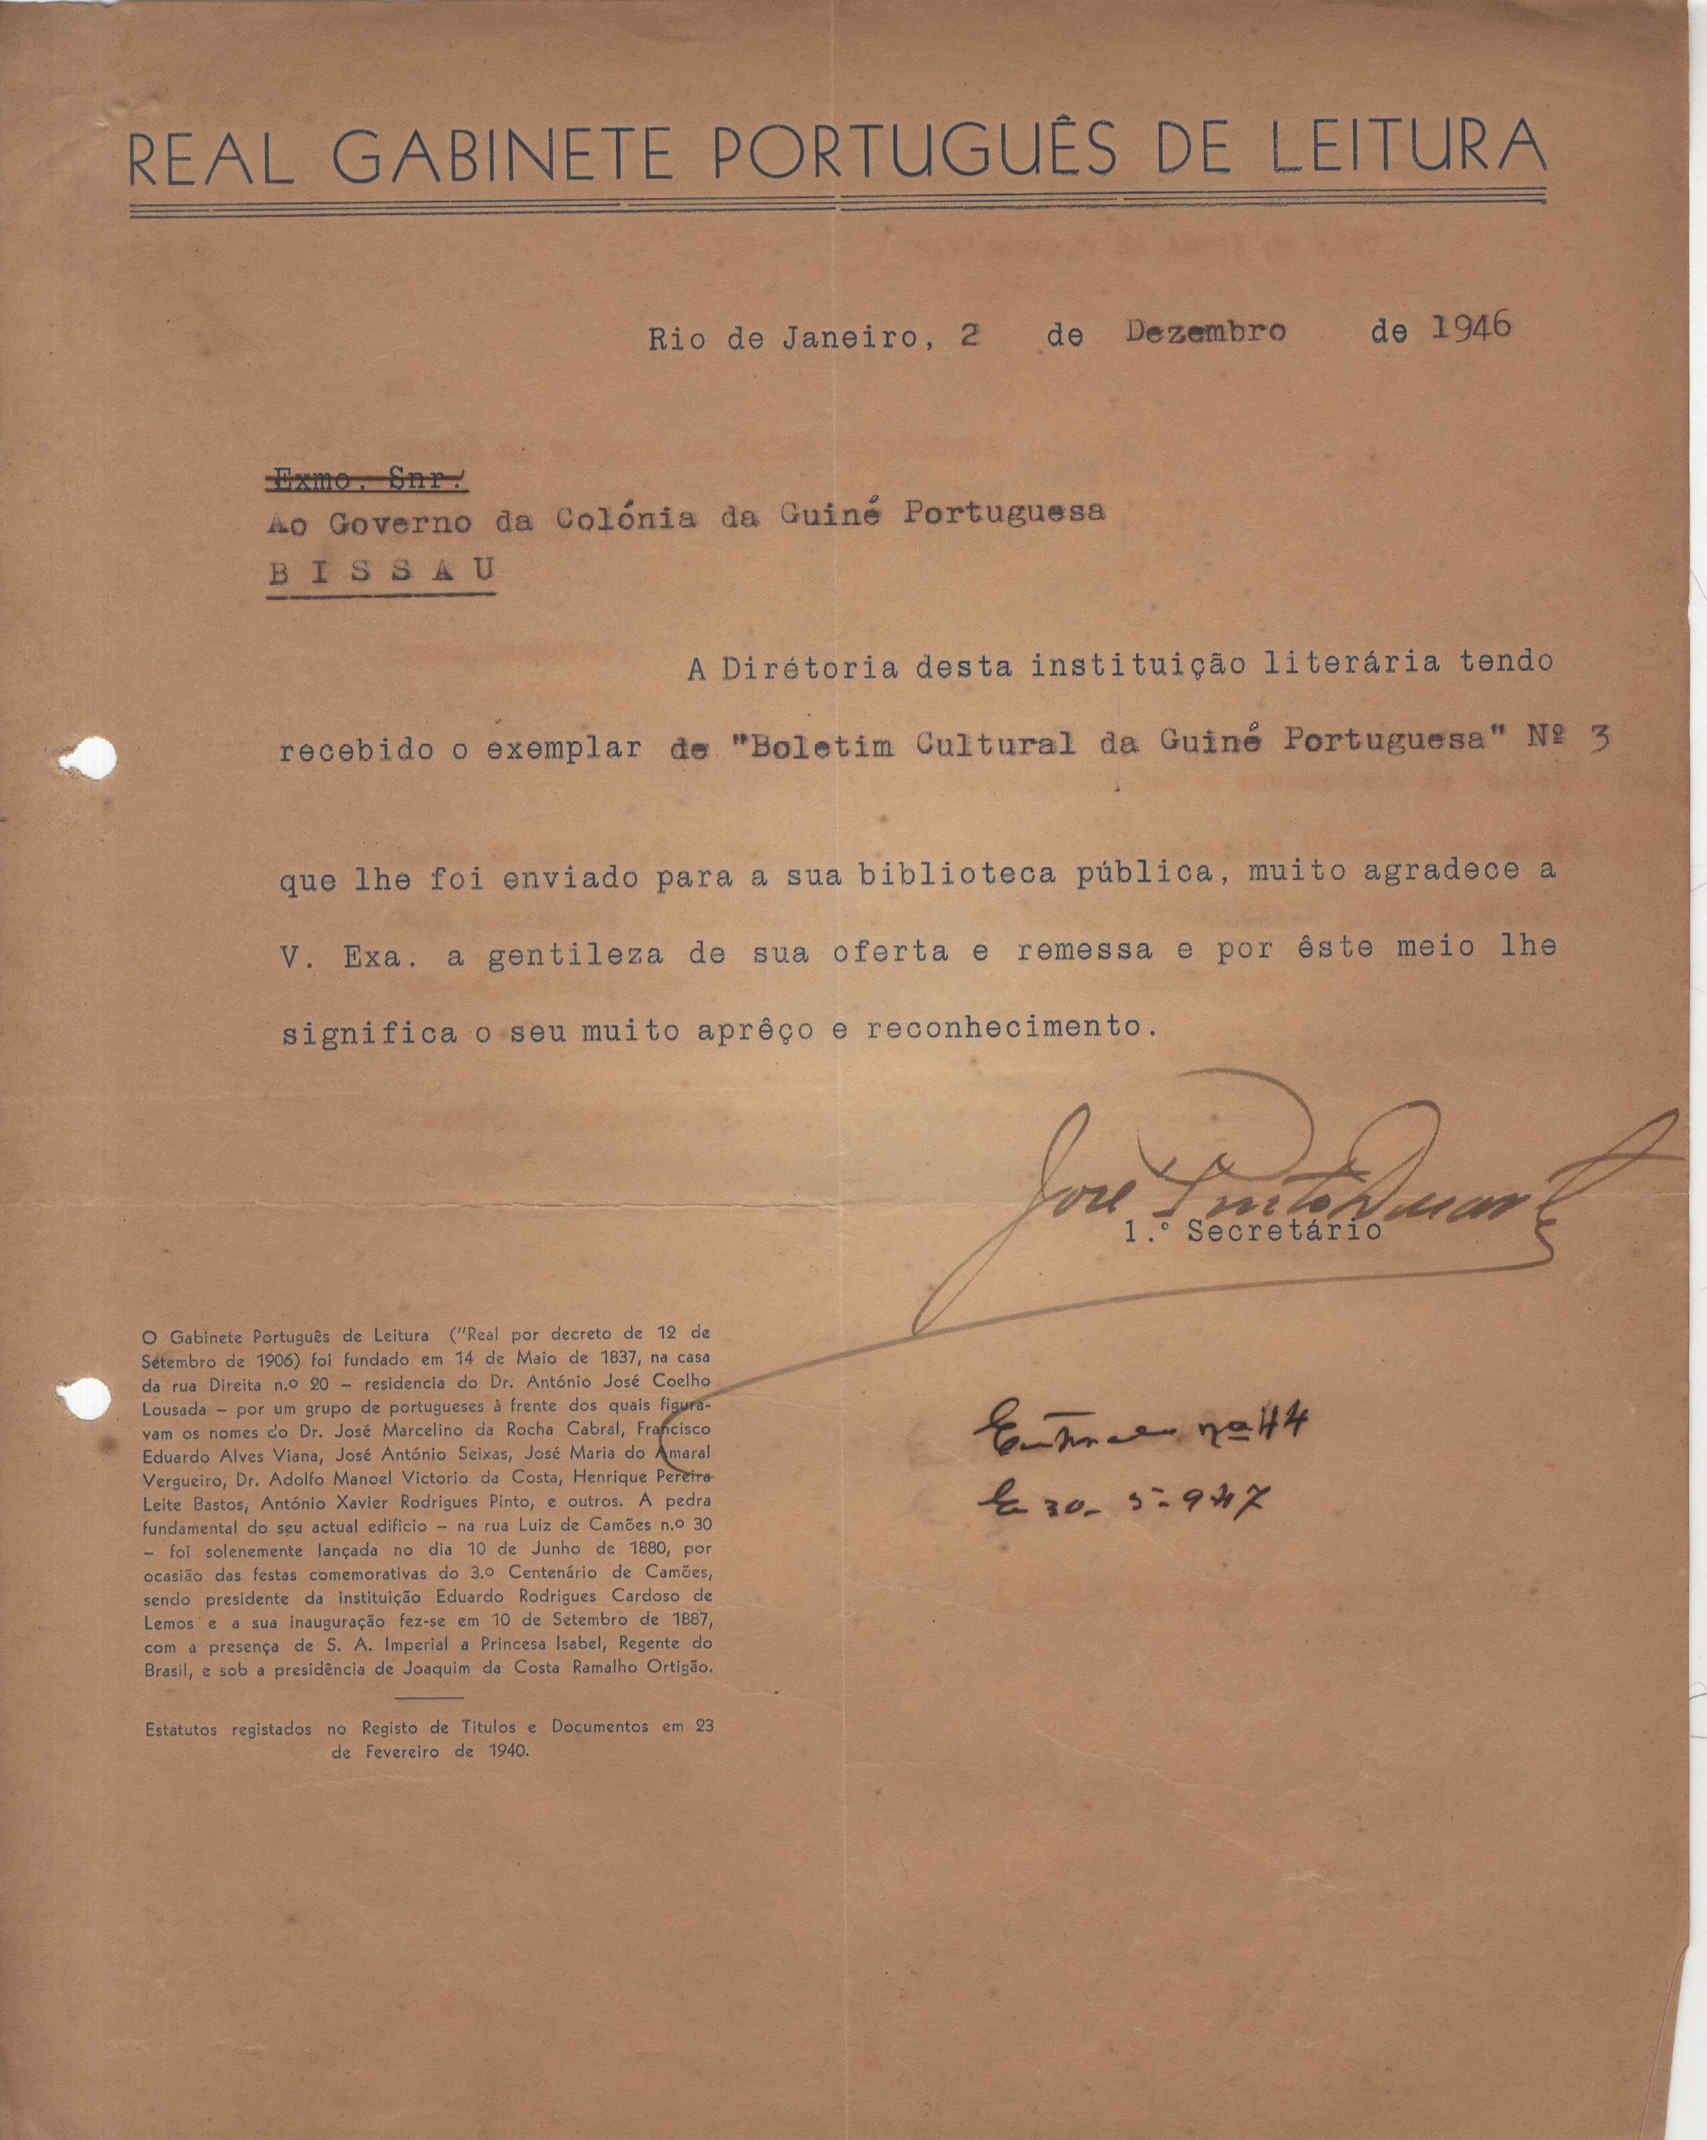 REAL GABINETE PORTUGUÊS DE LEITURA
Rio de Janeiro, 2 de Dezembro de 1946
Exmo. Snr.
Ao Governo da Colónia da Guiné Portuguesa
BISSAU
A Dirétoria desta instituição literária tendo
recebido o exemplar de "Boletim Cultural da Guiné Portuguesa" Nº 3
que lhe foi enviado para a sua biblioteca pública, muito agradece a
V. Exa. a gentileza de sua oferta e remessa e por êste meio lhe
significa o seu muito aprêço e reconhecimento.
José Pinto Duarte
1.° Secretário
O Gabinete Português de Leitura ("Real por decreto de 12 de
Setembro de 1906) foi fundado em 14 de Maio de 1837, na casa
da rua Direita n.º 20 – residencia do Dr. António José Coelho
Lousada – por um grupo de portugueses à frente dos quais figura-
vam os nomes do Dr. José Marcelino da Rocha Cabral, Francisco
Eduardo Alves Viana, José António Seixas, José Maria do Amaral
Vergueiro, Dr. Adolfo Manoel Victorio da Costa, Henrique Pereira
Leite Bastos, António Xavier Rodrigues Pinto, e outros. A pedra
fundamental do seu actual edificio – na rua Luiz de Camões n.º 30
– foi solenemente lançada no dia 10 de Junho de 1880, por
ocasião das festas comemorativas do 3.º Centenário de Camões,
sendo presidente da instituição Eduardo Rodrigues Cardoso de
Lemos e a sua inauguração fez-se em 10 de Setembro de 1887,
com a presença de S. A. Imperial a Princesa Isabel, Regente do
Brasil, e sob a presidência de Joaquim da Costa Ramalho Ortigão.
Estatutos registados no Registo de Titulos e Documentos em 23
de Fevereiro de 1940.
Entrada nº 44
Em 30-5-947